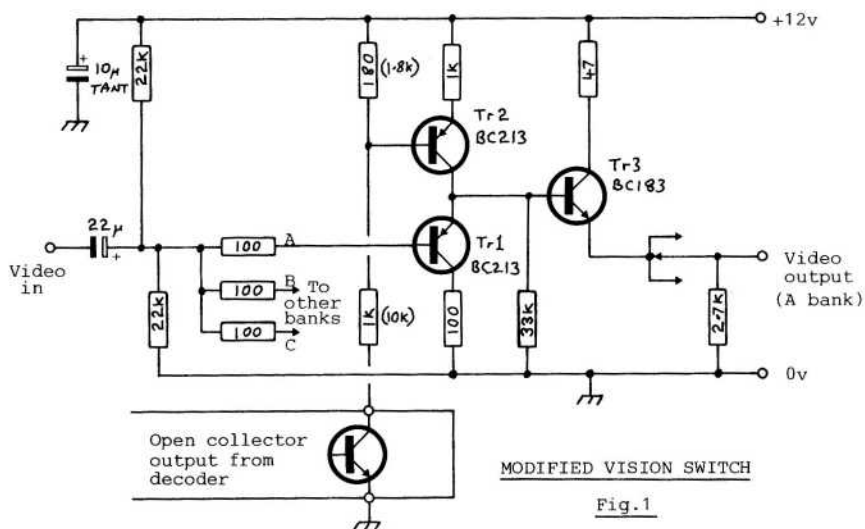 +12v
10μ
TANT
+
22K
180
(1·8k)
1k
47
Tr2
BC213
Tr3
BC183
22μ
+
Video
in
100
A
Tr1
BC213
100
B
To
other
banks
100
C
22k
1k
(10k)
100
33k
Video
output
(A bank)
2·7k
0v
Open collector
output from
decoder
MODIFIED VISION SWITCH
Fig.1